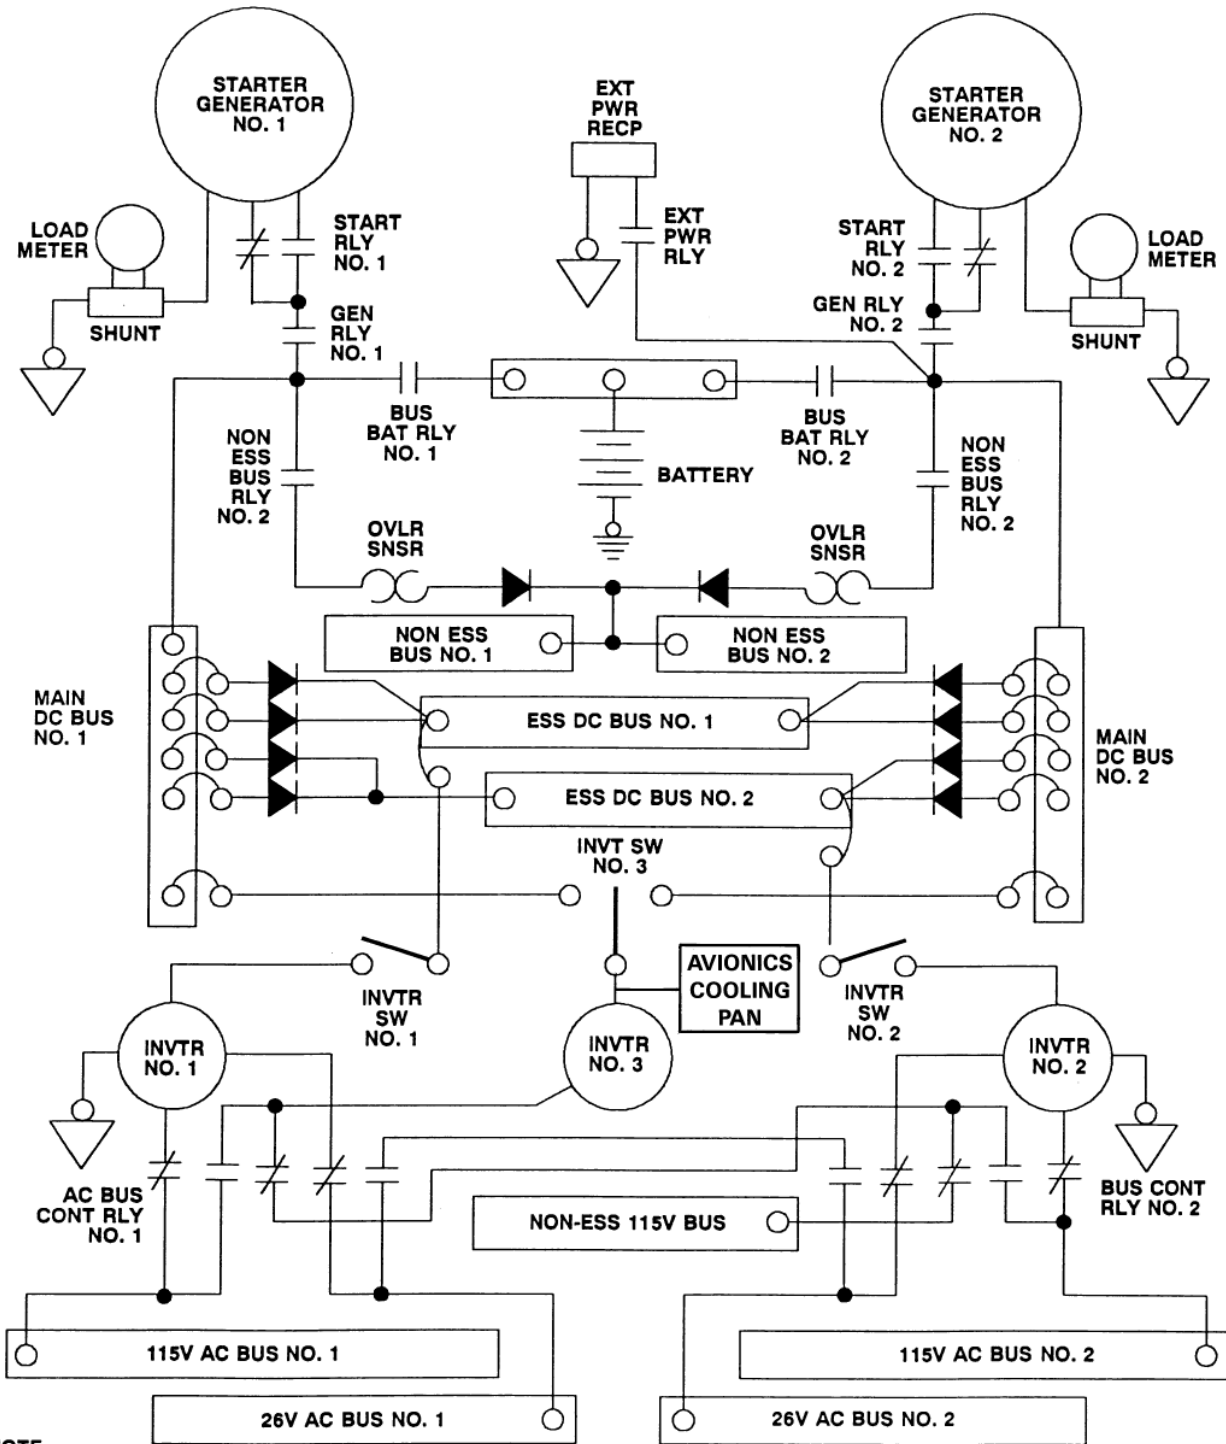 STARTER
GENERATOR
NO. 1
EXT
PWR
RECP
STARTER
GENERATOR
NO. 2
LOAD
METER
START
RLY
NO. 1
EXT
PWR
RLY
START
RLY
NO. 2
LOAD
METER
SHUNT
GEN
RLY
NO. 1
GEN RLY
NO. 2
SHUNT
BUS
BAT RLY
NO. 1
BUS
BAT RLY
NO. 2
NON
ESS
BUS
RLY
NO. 2
BATTERY
NON
ESS
BUS
RLY
NO. 2
OVLR
SNSR
OVLR
SNSR
NON ESS
BUS NO. 1
NON ESS
BUS NO. 2
MAIN
DC BUS
NO. 1
ESS DC BUS NO. 1
MAIN
DC BUS
NO. 2
ESS DC BUS NO. 2
INVT SW
NO. 3
INVTR
SW
NO. 1
AVIONICS
COOLING
PAN
INVTR
SW
NO. 2
INVTR
NO. 1
INVTR
NO. 3
INVTR
NO. 2
AC BUS
CONT RLY
NO. 1
NON-ESS 115V BUS
BUS CONT
RLY NO. 2
115V AC BUS NO. 1
115V AC BUS NO. 2
26V AC BUS NO. 1
26V AC BUS NO. 2